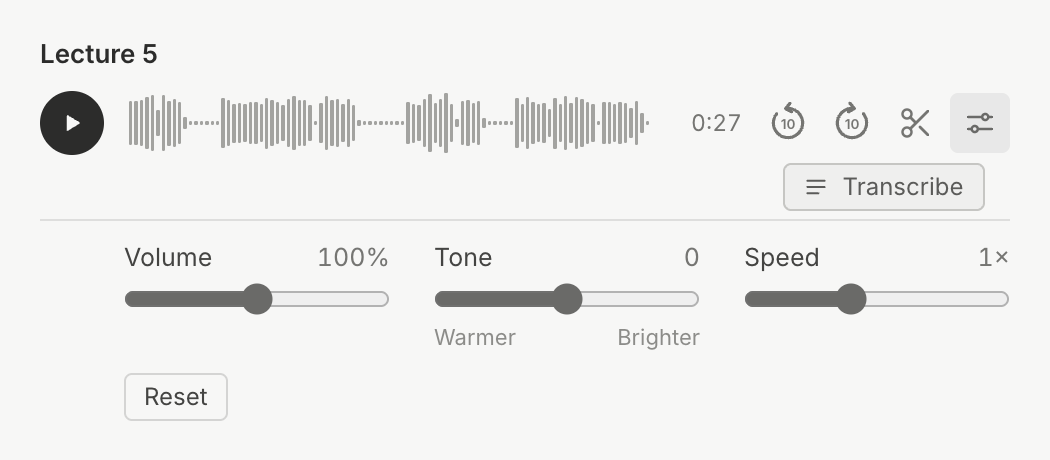 Lecture 5
0:27 10 10
Transcribe
Volume 100% Tone 0 Speed 1×
Warmer Brighter
Reset